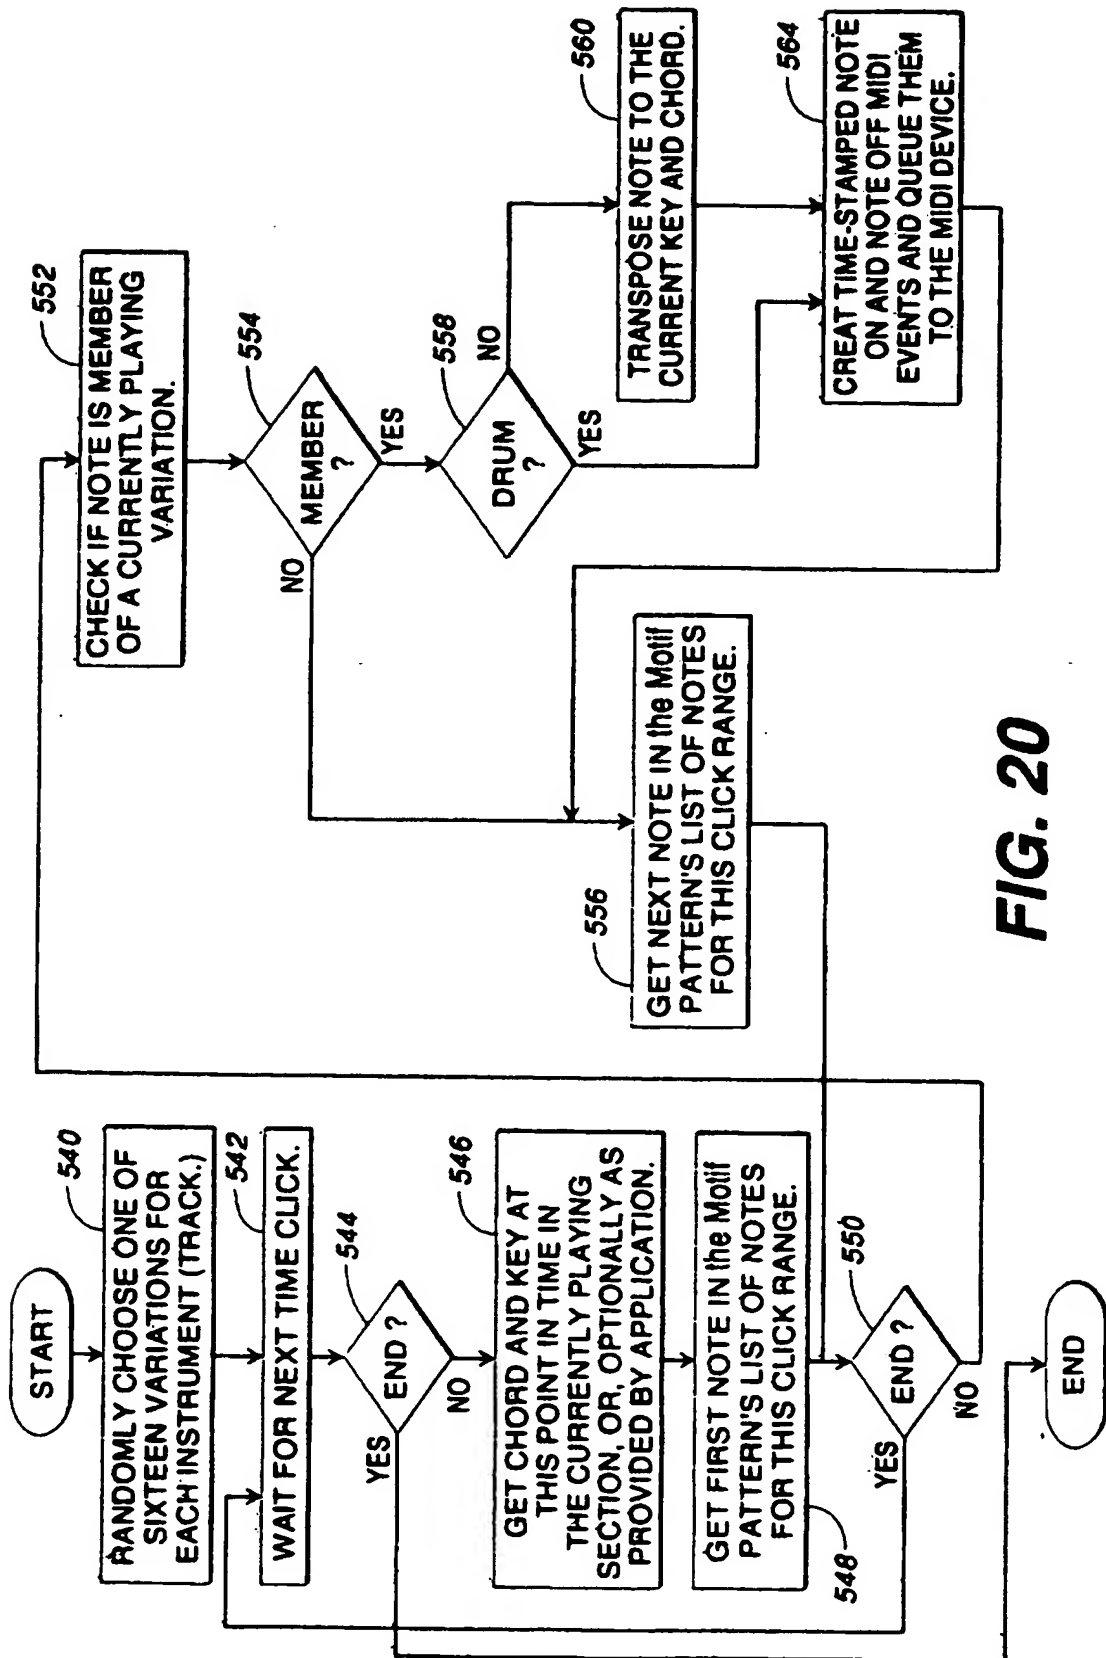 START
540
RANDOMLY CHOOSE ONE OF
SIXTEEN VARIATIONS FOR
EACH INSTRUMENT (TRACK.)
542
WAIT FOR NEXT TIME CLICK.
544
END ?
YES
NO
546
GET CHORD AND KEY AT
THIS POINT IN TIME IN
THE CURRENTLY PLAYING
SECTION, OR, OPTIONALLY AS
PROVIDED BY APPLICATION.
GET FIRST NOTE IN the Motif
PATTERN'S LIST OF NOTES
FOR THIS CLICK RANGE.
548
550
END ?
YES
NO
END
552
CHECK IF NOTE IS MEMBER
OF A CURRENTLY PLAYING
VARIATION.
554
MEMBER
?
NO
YES
558
DRUM
?
NO
YES
560
TRANSPOSE NOTE TO THE
CURRENT KEY AND CHORD.
564
CREAT TIME-STAMPED NOTE
ON AND NOTE OFF MIDI
EVENTS AND QUEUE THEM
TO THE MIDI DEVICE.
556
GET NEXT NOTE IN the Motif
PATTERN'S LIST OF NOTES
FOR THIS CLICK RANGE.
FIG. 20